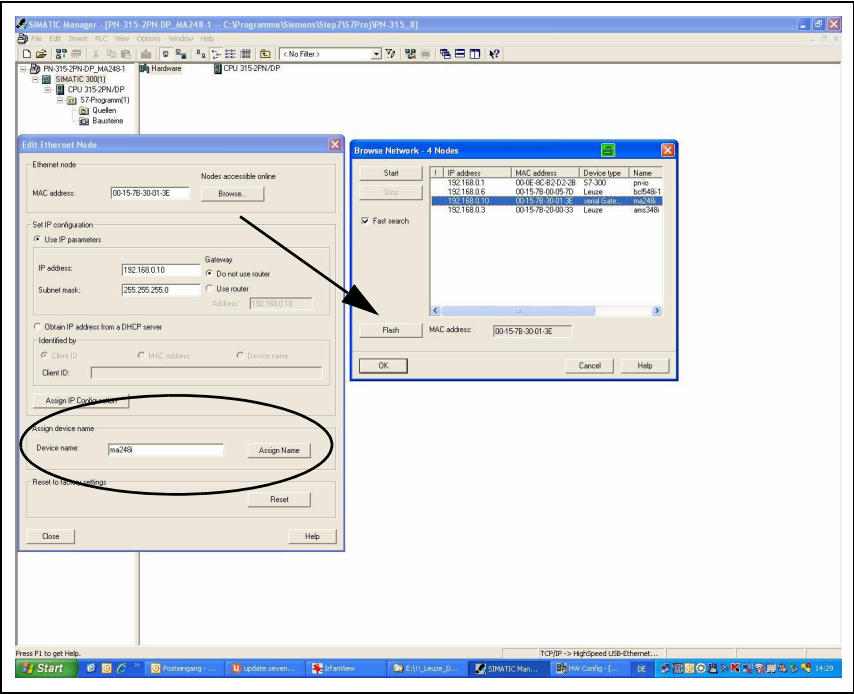 SIMATIC Manager - [PN-315-2PN-DP_MA248-1 -- C:\Programme\Siemens\Step7\S7Proj\PN-315_8]
File Edit Insert PLC View Options Window Help
< No Filter >
PN-315-2PN-DP_MA248-1
SIMATIC 300(1)
CPU 315-2PN/DP
S7-Programm(1)
Quellen
Bausteine
Hardware
CPU 315-2PN/DP
Edit Ethernet Node
Ethernet node
Nodes accessible online
MAC address:
00-15-7B-30-01-3E
Browse...
Set IP configuration
Use IP parameters
IP address:
192.168.0.10
Subnet mask:
255.255.255.0
Gateway
Do not use router
Use router
Address:
192.168.0.10
Obtain IP address from a DHCP server
Identified by
Client ID
MAC address
Device name
Client ID:
Assign IP Configuration
Assign device name
Device name:
ma248i
Assign Name
Reset to factory settings
Reset
Close
Help
Browse Network - 4 Nodes
Start
Stop
Fast search
! IP address MAC address Device type Name
192.168.0.1 00-0E-8C-B2-D2-2B S7-300 pn-io
192.168.0.6 00-15-7B-00-05-7D Leuze bcl548i-1
192.168.0.10 00-15-7B-30-01-3E serial Gate... ma248i
192.168.0.3 00-15-7B-20-00-33 Leuze ams348i
Flash
MAC address:
00-15-7B-30-01-3E
OK
Cancel
Help
Press F1 to get Help.
TCP/IP -> HighSpeed USB-Ethernet...
Start
Posteingang - ...
update.seven...
IrfanView
E:\!!_Leuze_D...
SIMATIC Man...
HW Config - [...
DE
14:29